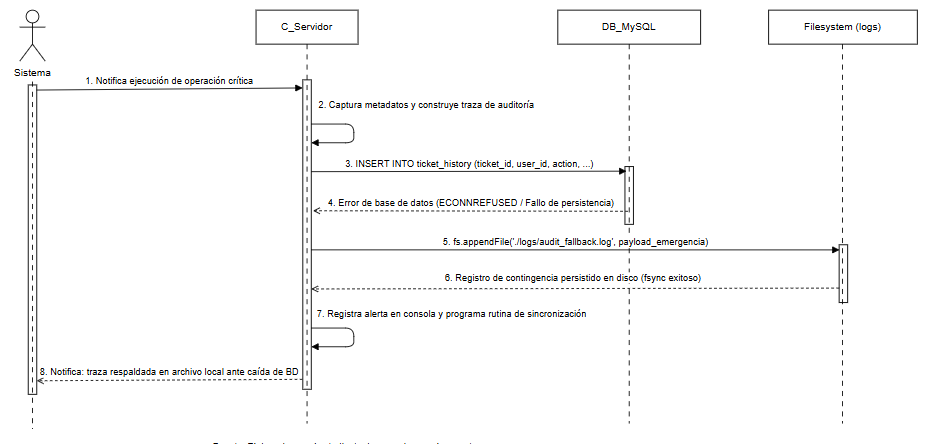 C_Servidor
DB_MySQL
Filesystem (logs)
Sistema
1. Notifica ejecución de operación crítica
2. Captura metadatos y construye traza de auditoría
3. INSERT INTO ticket_history (ticket_id, user_id, action, ...)
4. Error de base de datos (ECONNREFUSED / Fallo de persistencia)
5. fs.appendFile('./logs/audit_fallback.log', payload_emergencia)
6. Registro de contingencia persistido en disco (fsync exitoso)
7. Registra alerta en consola y programa rutina de sincronización
8. Notifica: traza respaldada en archivo local ante caída de BD